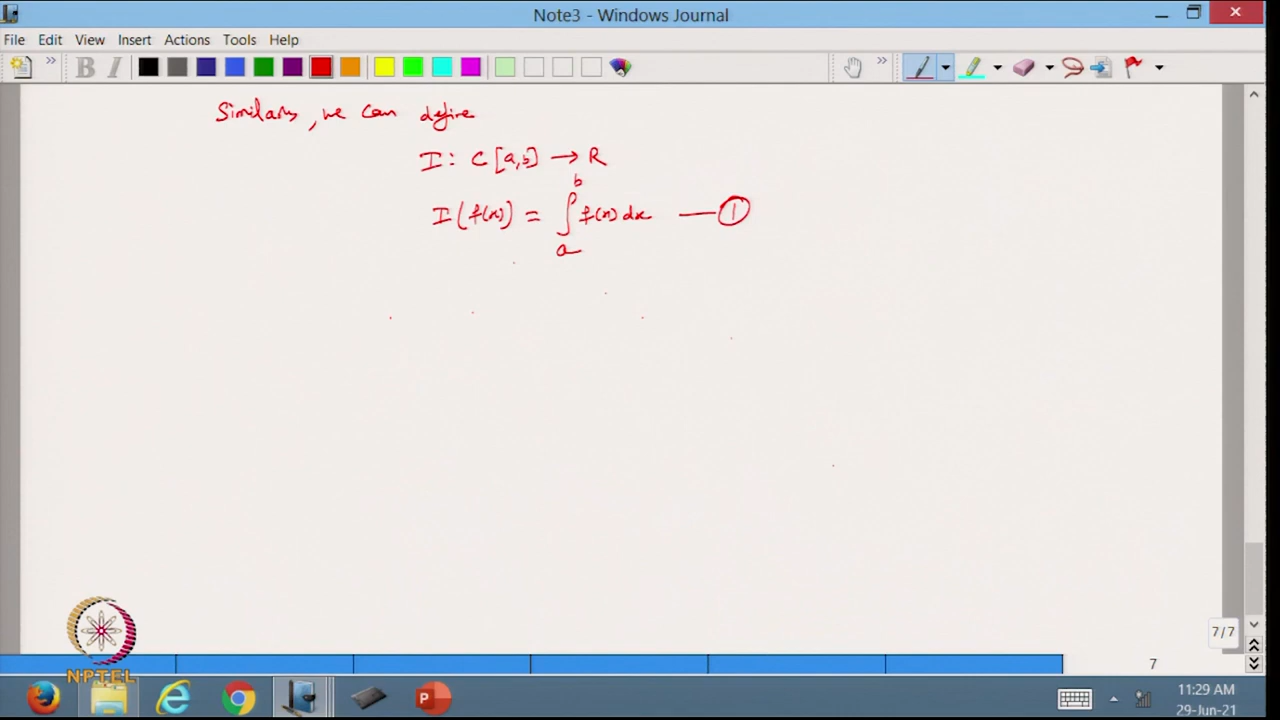 Note3 - Windows Journal
File Edit View Insert Actions Tools Help
Similarly, we can define
I : C [a,b] → R
I(f(x)) = ∫_a^b f(x) dx —— ①
7/7
7
NPTEL
11:29 AM
29-Jun-21